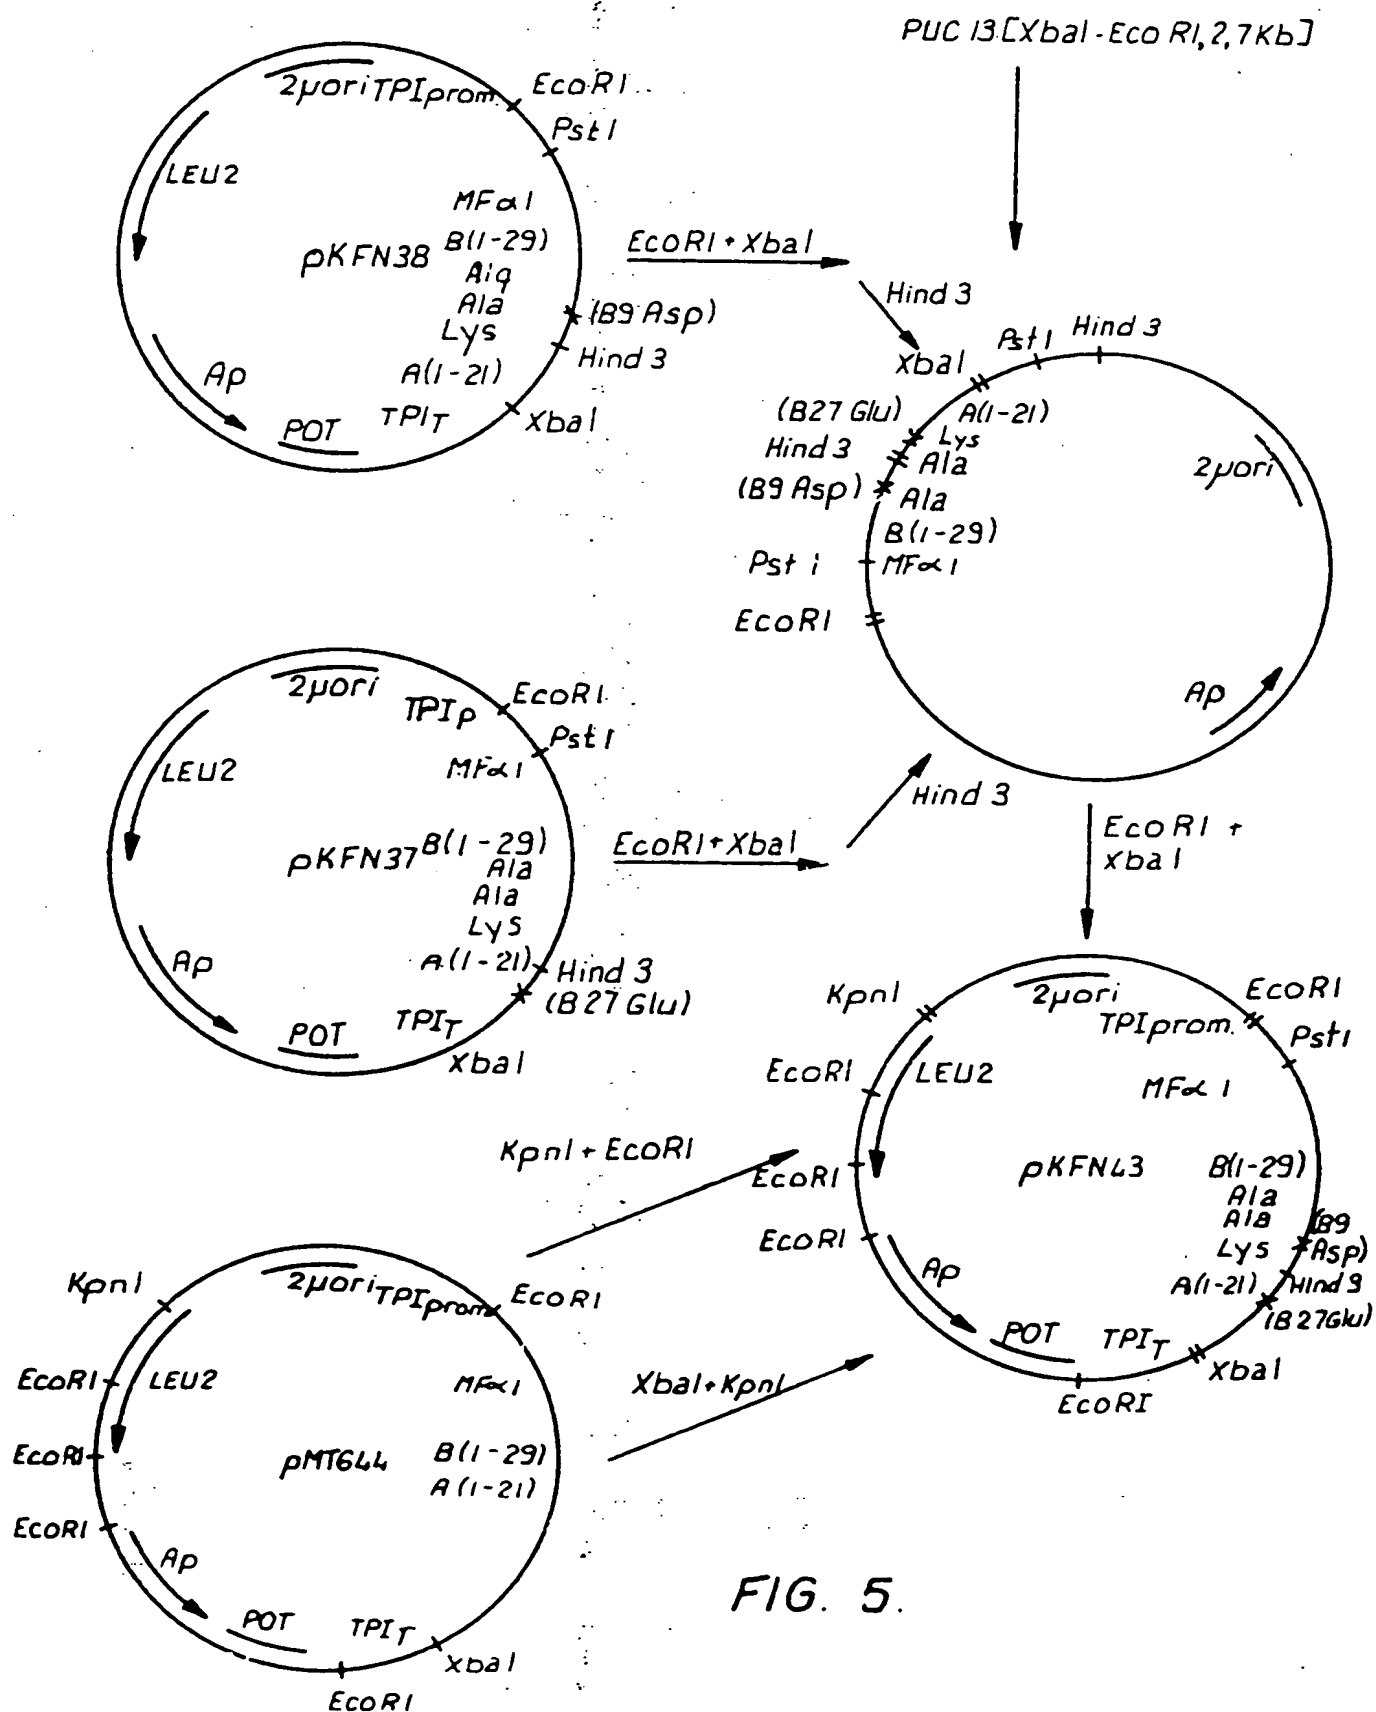 PUC 13 [XbaI - Eco RI, 2,7 Kb]
2μori
TPIprom.
EcoRI
PstI
LEU2
MFα1
pKFN38
B(1-29)
Aiq
Ala
Lys
A(1-21)
(B9 Asp)
Hind 3
XbaI
TPIT
POT
Ap
EcoRI + XbaI
Hind 3
XbaI
PstI
Hind 3
(B27 Glu)
A(1-21)
Lys
Hind 3
Ala
(B9 Asp)
Ala
B(1-29)
PstI
MFα1
EcoRI
2μori
Ap
2μori
TPIp
EcoRI
PstI
LEU2
MFα1
pKFN37
B(1-29)
Ala
Ala
Lys
A(1-21)
Hind 3
(B27 Glu)
Ap
POT
TPIT
XbaI
EcoRI + XbaI
Hind 3
EcoRI +
XbaI
KpnI
2μori
TPIprom.
EcoRI
PstI
EcoRI
LEU2
MFα1
EcoRI
pKFN43
B(1-29)
Ala
Ala
(B9
Asp)
Lys
EcoRI
Ap
A(1-21)
Hind 3
(B27Glu)
POT
TPIT
XbaI
EcoRI
KpnI + EcoRI
XbaI + KpnI
KpnI
2μori
TPIprom
EcoRI
EcoRI
LEU2
MFα1
EcoRI
pMT644
B(1-29)
A(1-21)
EcoRI
Ap
POT
TPIT
XbaI
EcoRI
FIG. 5.